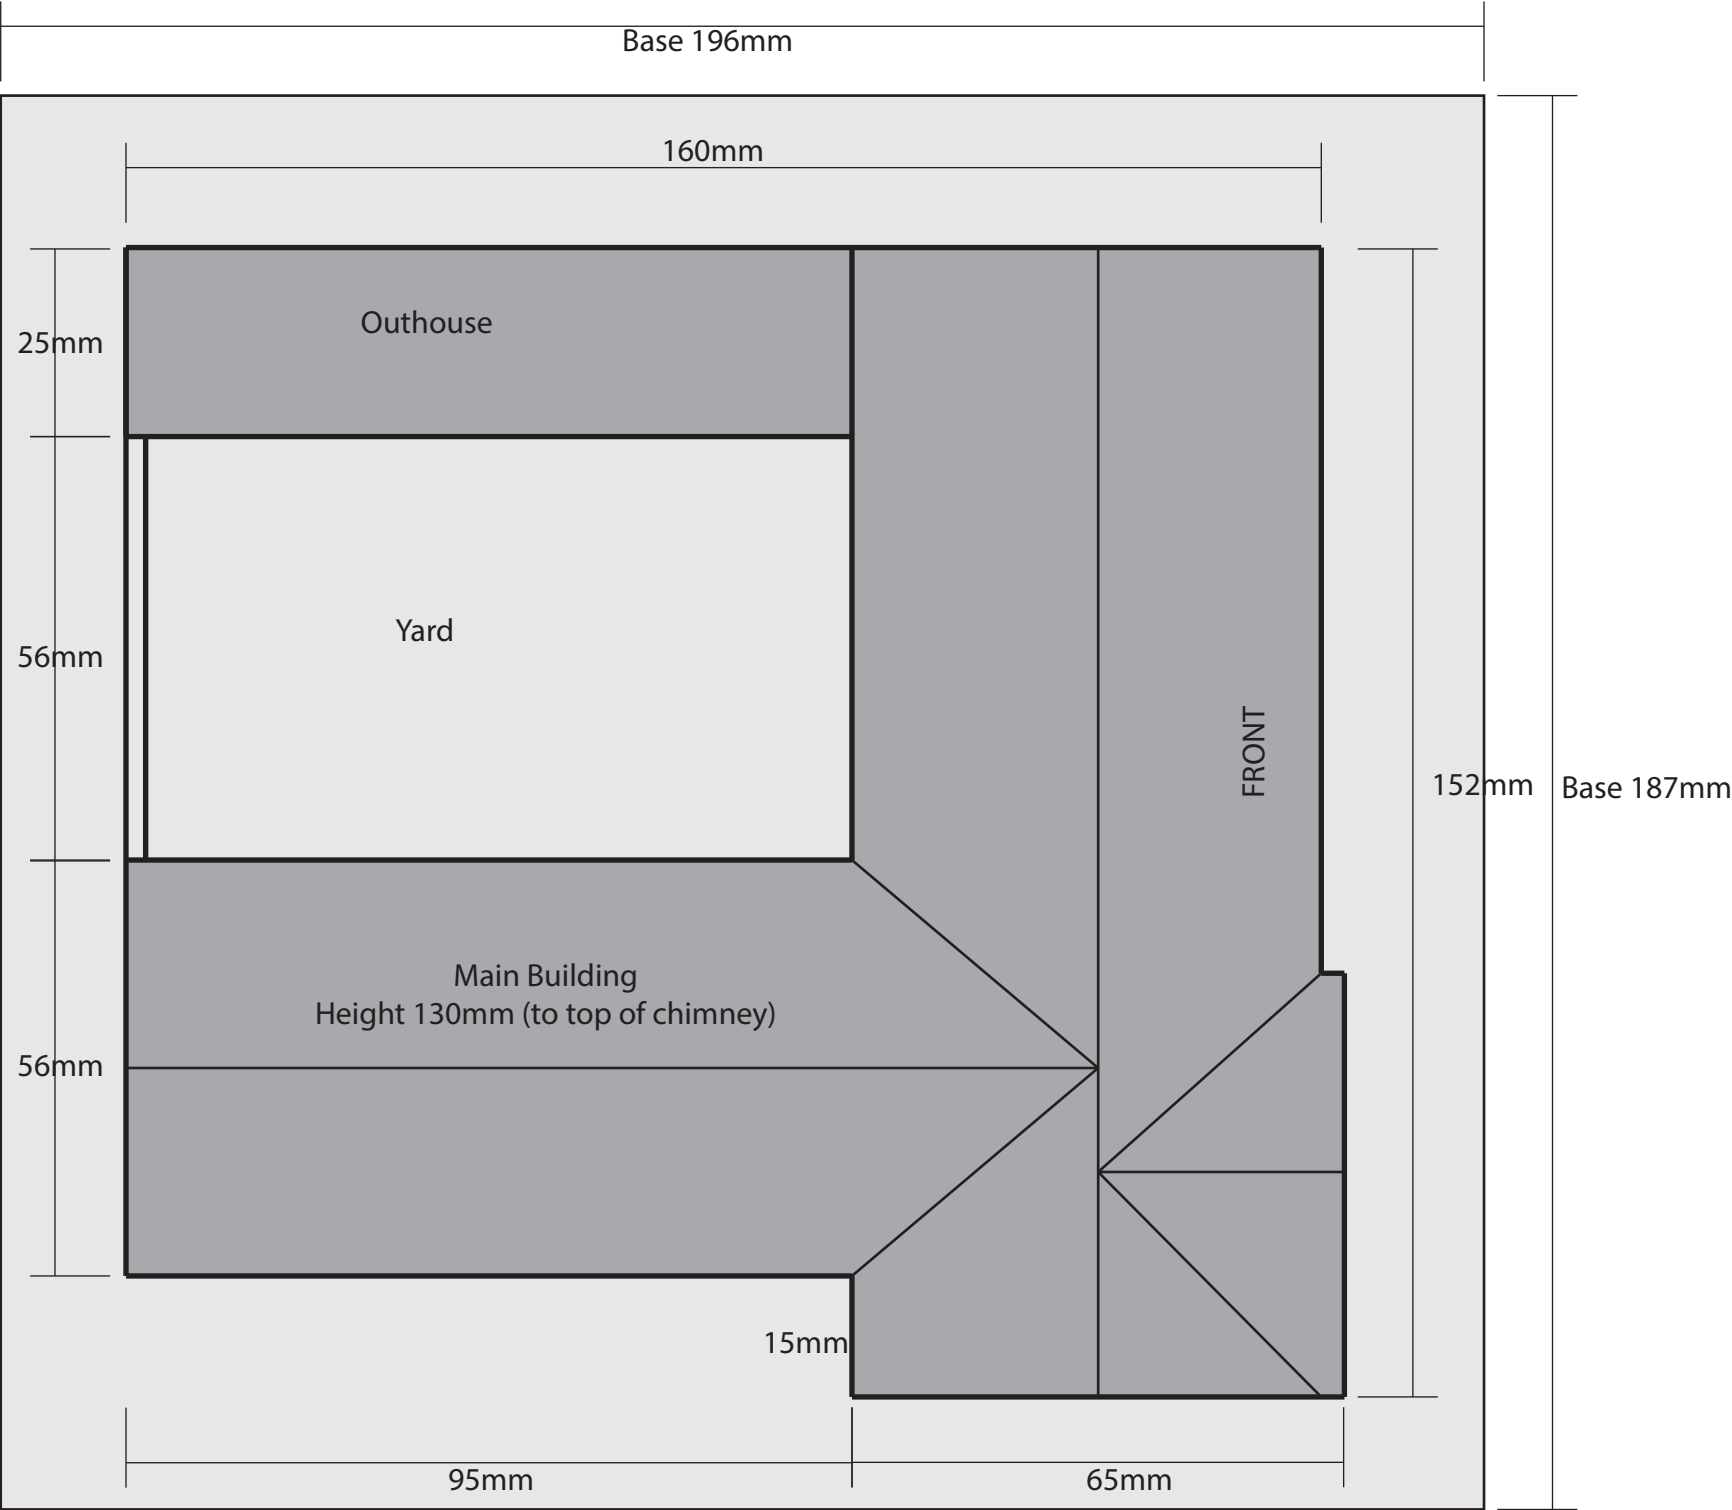 Base 196mm
160mm
Outhouse
25mm
Yard
56mm
FRONT
152mm
Base 187mm
Main Building
Height 130mm (to top of chimney)
56mm
15mm
95mm
65mm